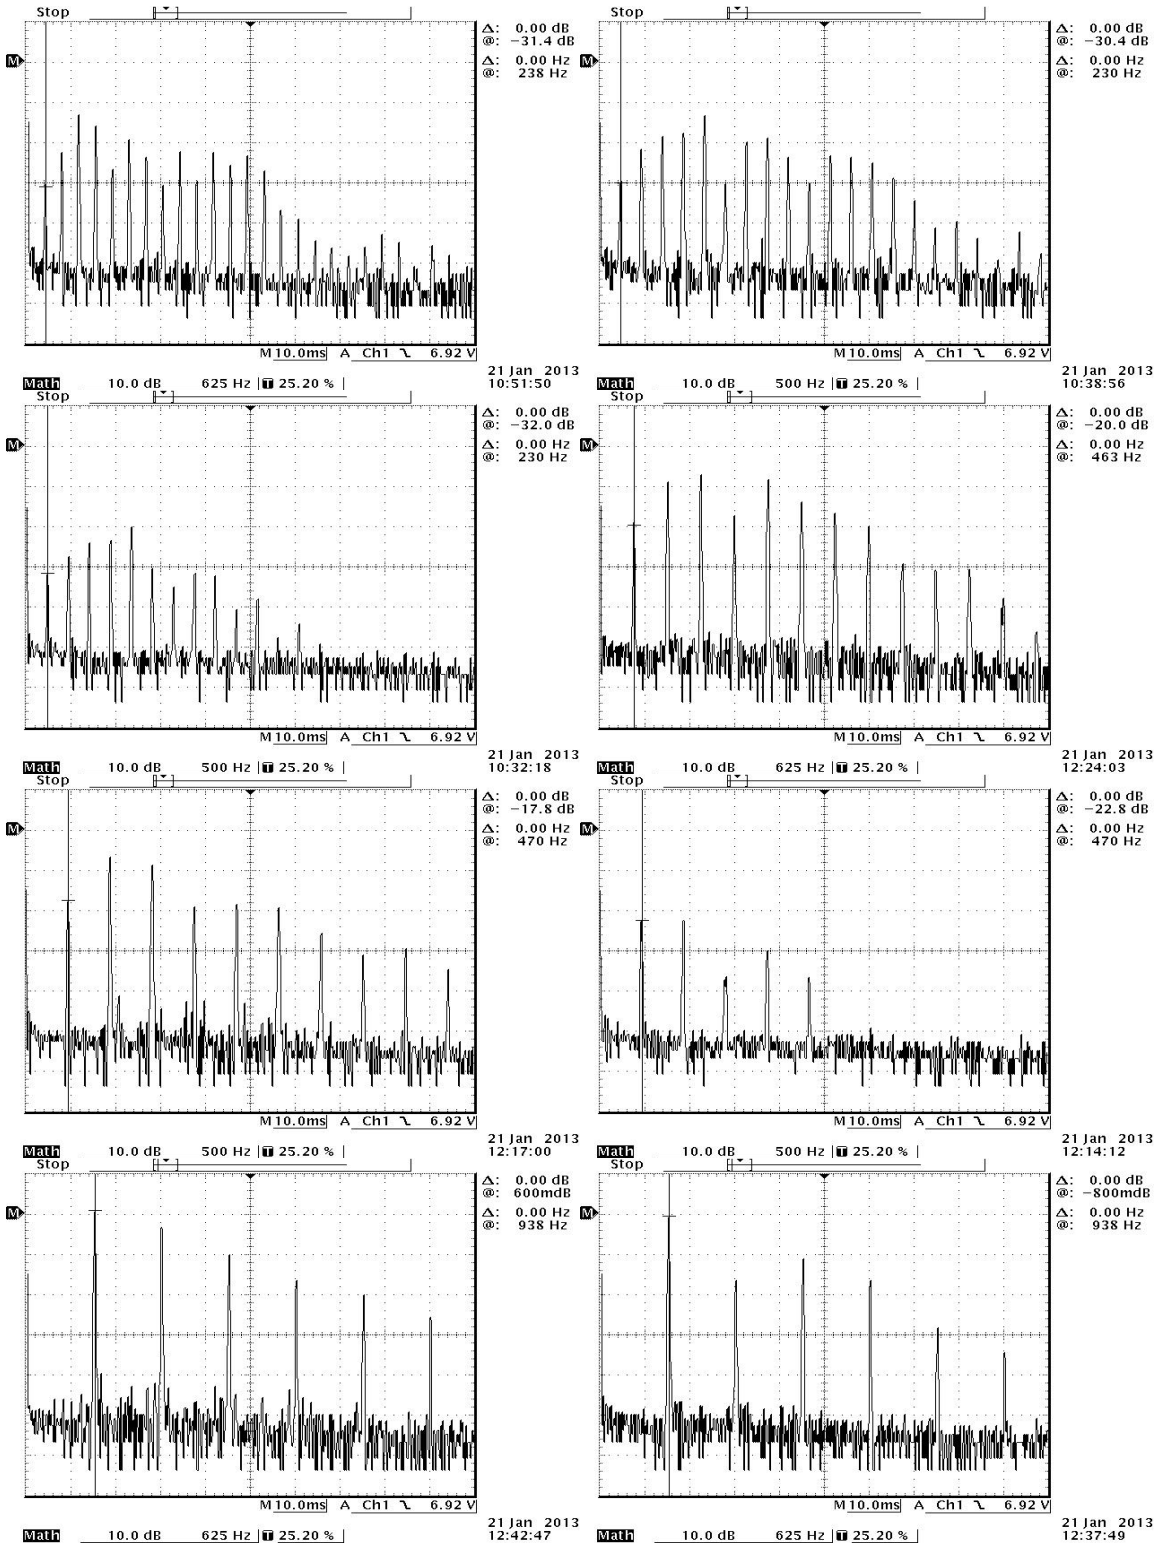 Stop
M
Δ: 0.00 dB
@: −31.4 dB
Δ: 0.00 Hz
@: 238 Hz
M 10.0ms A Ch1 6.92 V
21 Jan 2013
10:51:50
Math 10.0 dB 625 Hz T 25.20 %
Stop
M
Δ: 0.00 dB
@: −30.4 dB
Δ: 0.00 Hz
@: 230 Hz
M 10.0ms A Ch1 6.92 V
21 Jan 2013
10:38:56
Math 10.0 dB 500 Hz T 25.20 %
Stop
M
Δ: 0.00 dB
@: −32.0 dB
Δ: 0.00 Hz
@: 230 Hz
M 10.0ms A Ch1 6.92 V
21 Jan 2013
10:32:18
Math 10.0 dB 500 Hz T 25.20 %
Stop
M
Δ: 0.00 dB
@: −20.0 dB
Δ: 0.00 Hz
@: 463 Hz
M 10.0ms A Ch1 6.92 V
21 Jan 2013
12:24:03
Math 10.0 dB 625 Hz T 25.20 %
Stop
M
Δ: 0.00 dB
@: −17.8 dB
Δ: 0.00 Hz
@: 470 Hz
M 10.0ms A Ch1 6.92 V
21 Jan 2013
12:17:00
Math 10.0 dB 500 Hz T 25.20 %
Stop
M
Δ: 0.00 dB
@: −22.8 dB
Δ: 0.00 Hz
@: 470 Hz
M 10.0ms A Ch1 6.92 V
21 Jan 2013
12:14:12
Math 10.0 dB 500 Hz T 25.20 %
Stop
M
Δ: 0.00 dB
@: 600mdB
Δ: 0.00 Hz
@: 938 Hz
M 10.0ms A Ch1 6.92 V
21 Jan 2013
12:42:47
Math 10.0 dB 625 Hz T 25.20 %
Stop
M
Δ: 0.00 dB
@: −800mdB
Δ: 0.00 Hz
@: 938 Hz
M 10.0ms A Ch1 6.92 V
21 Jan 2013
12:37:49
Math 10.0 dB 625 Hz T 25.20 %